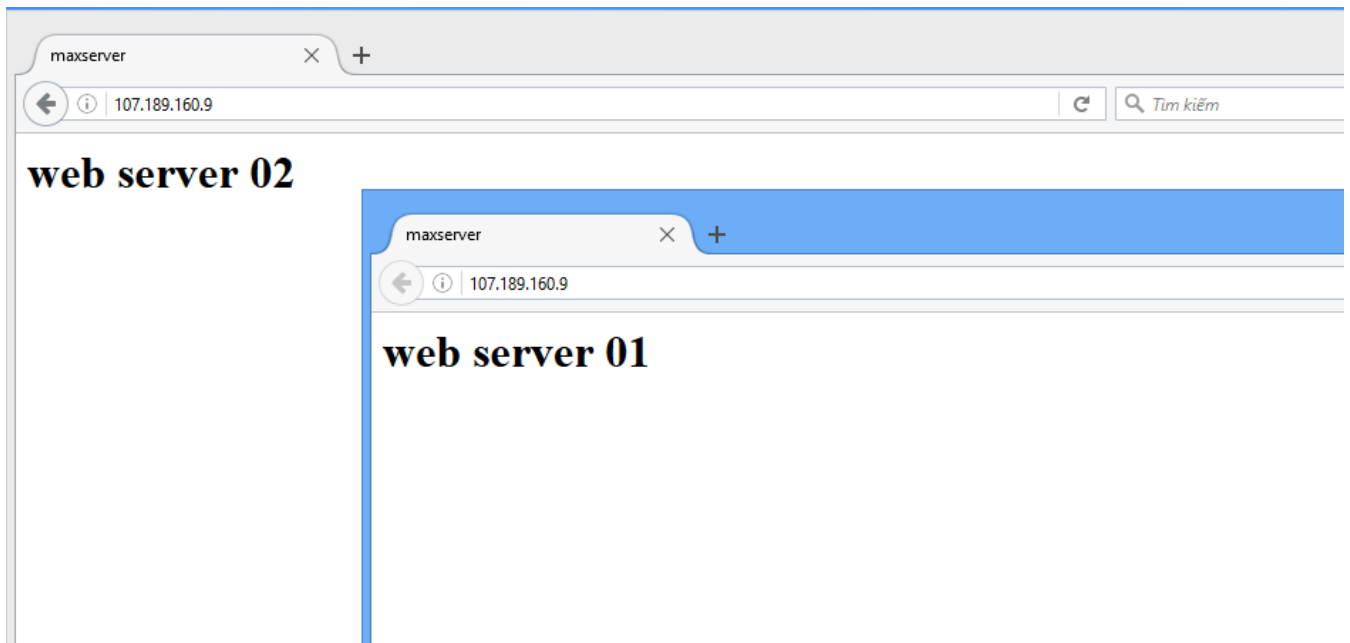 maxserver
107.189.160.9
Tìm kiếm
web server 02
maxserver
107.189.160.9
web server 01